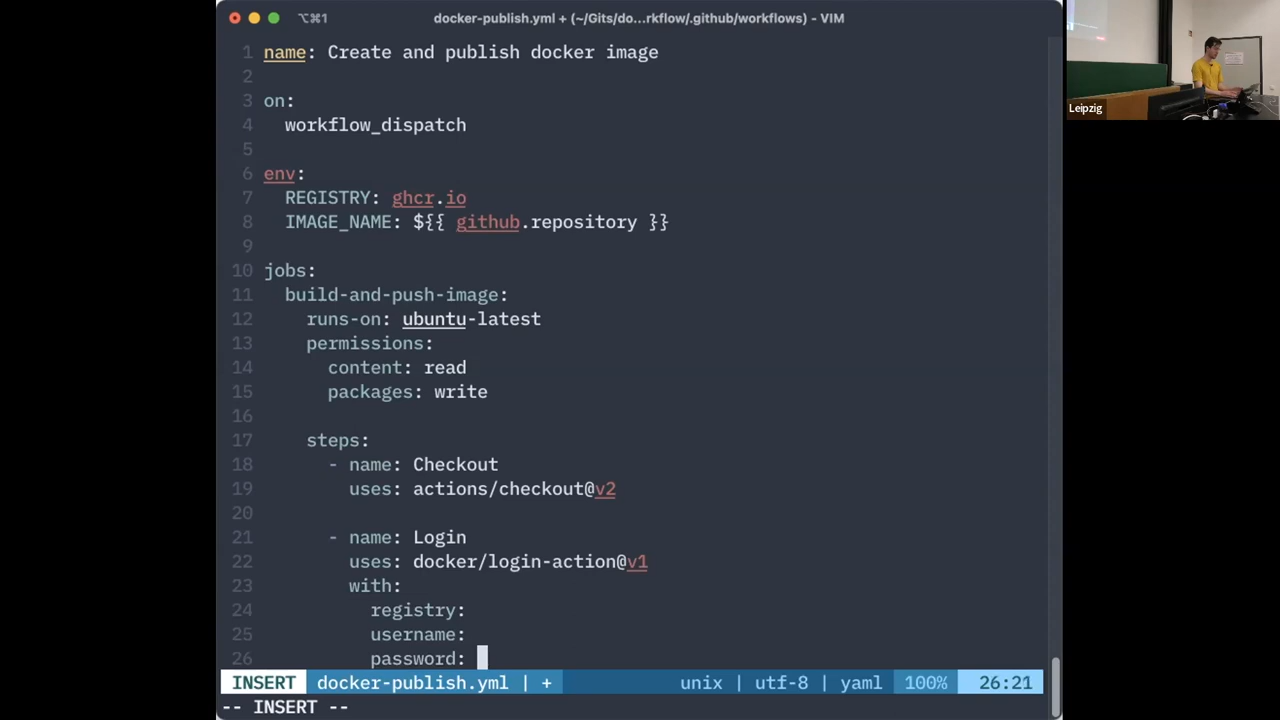 ⌥⌘1
docker-publish.yml + (~/Gits/do...rkflow/.github/workflows) - VIM
1 name: Create and publish docker image
2
3 on:
4 workflow_dispatch
5
6 env:
7 REGISTRY: ghcr.io
8 IMAGE_NAME: ${{ github.repository }}
9
10 jobs:
11 build-and-push-image:
12 runs-on: ubuntu-latest
13 permissions:
14 content: read
15 packages: write
16
17 steps:
18 - name: Checkout
19 uses: actions/checkout@v2
20
21 - name: Login
22 uses: docker/login-action@v1
23 with:
24 registry:
25 username:
26 password:
INSERT docker-publish.yml | + unix | utf-8 | yaml 100% 26:21
-- INSERT --
Leipzig